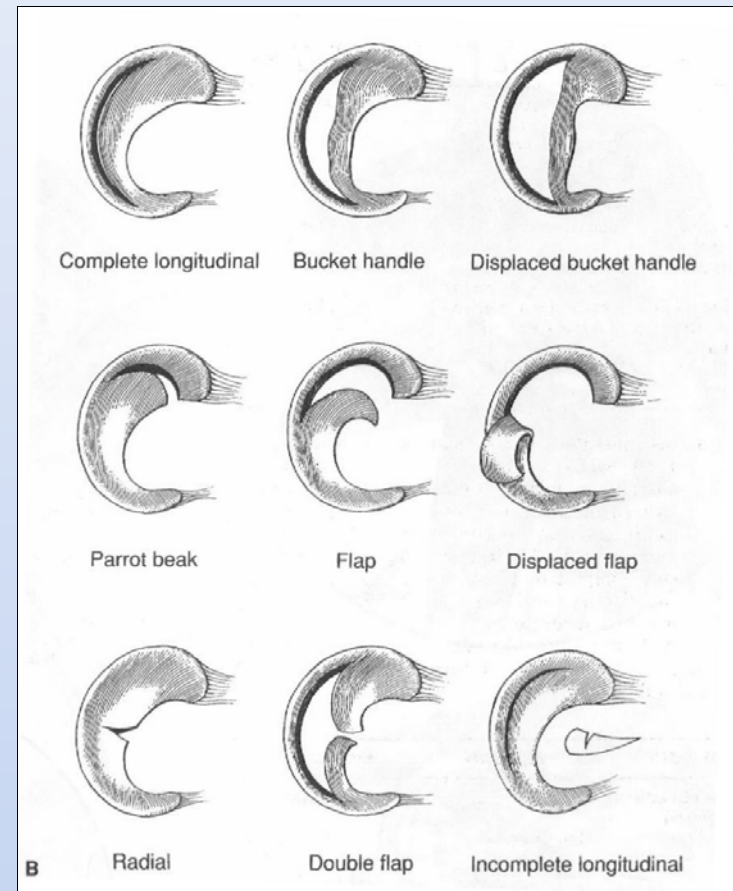 Complete longitudinal Bucket handle Displaced bucket handle
Parrot beak Flap Displaced flap
B Radial Double flap Incomplete longitudinal